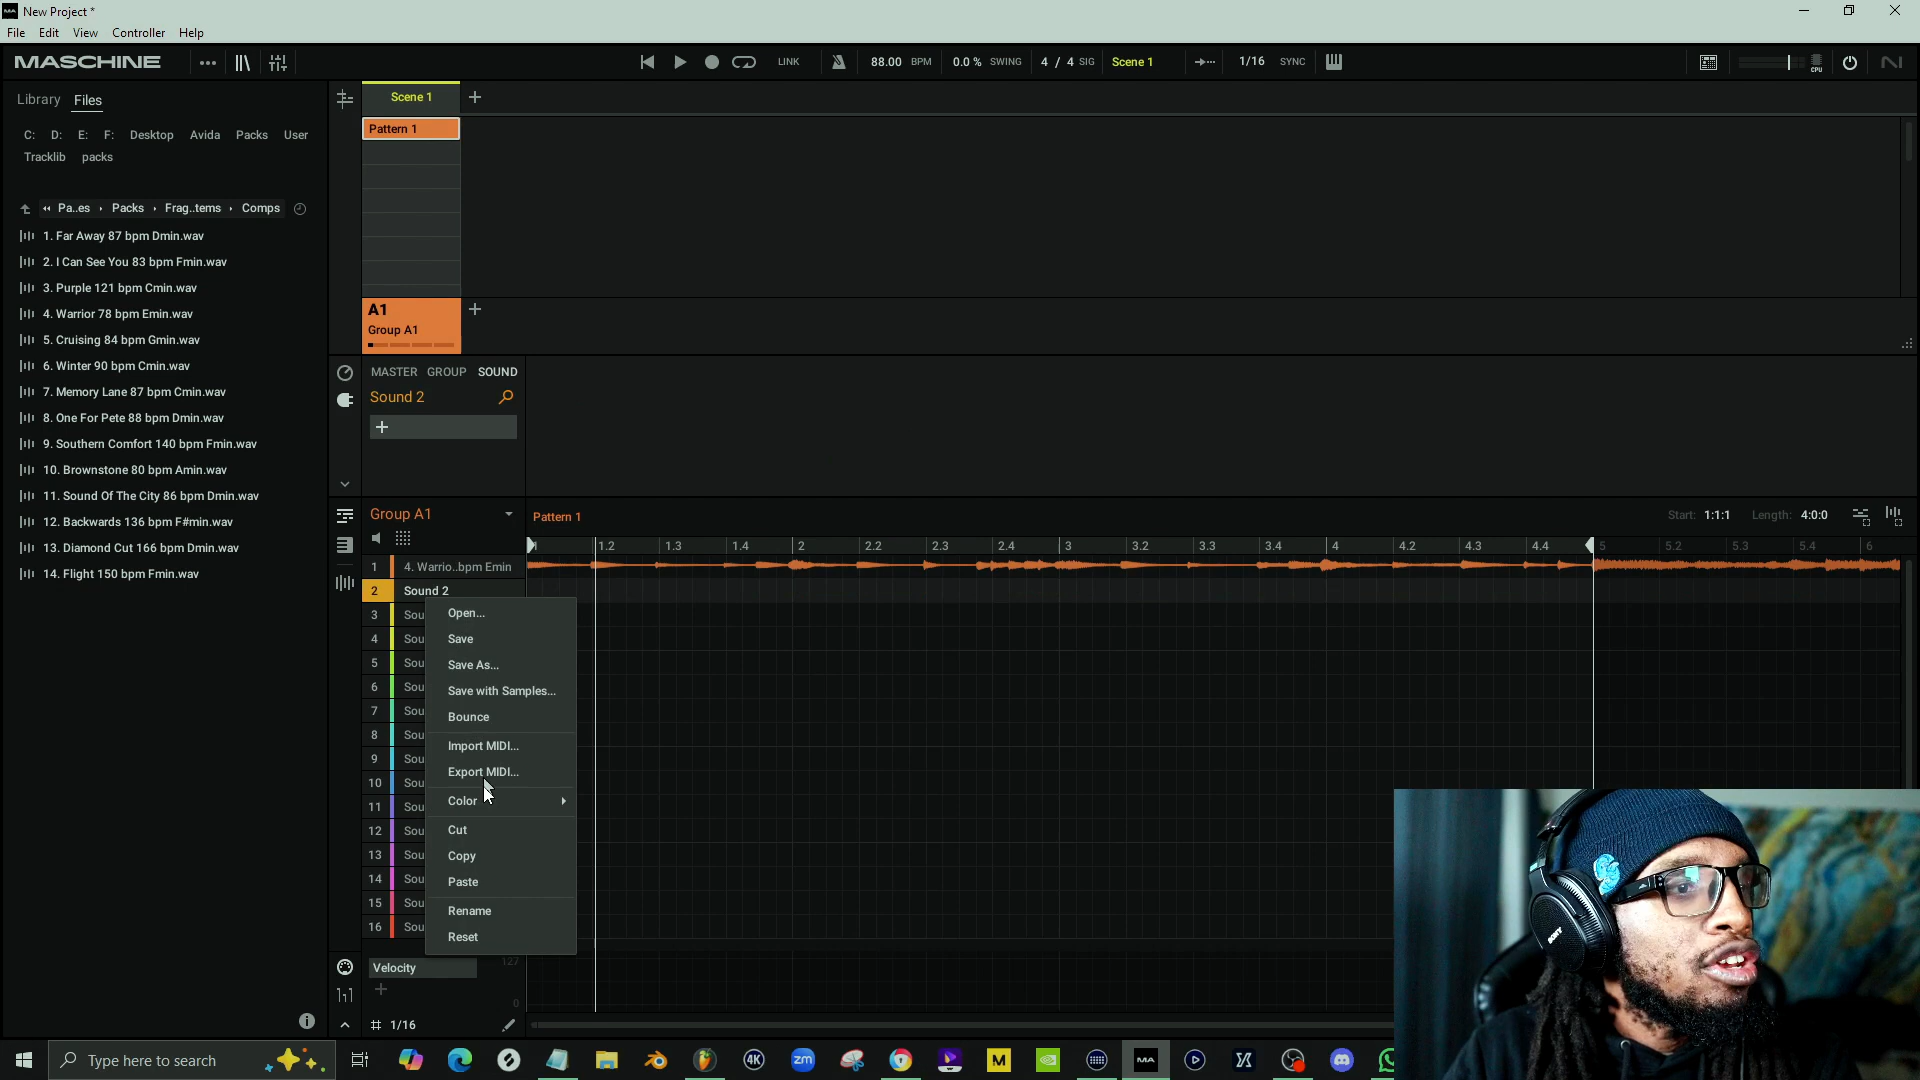 New Project *
File Edit View Controller Help
MASCHINE
LINK 88.00 BPM 0.0% SWING 4 / 4 SIG Scene 1 1/16 SYNC CPU
Library Files
C: D: E: F: Desktop Avida Packs User
Tracklib packs
Pa..es Packs Frag..tems Comps
1. Far Away 87 bpm Dmin.wav
2. I Can See You 83 bpm Fmin.wav
3. Purple 121 bpm Cmin.wav
4. Warrior 78 bpm Emin.wav
5. Cruising 84 bpm Gmin.wav
6. Winter 90 bpm Cmin.wav
7. Memory Lane 87 bpm Cmin.wav
8. One For Pete 88 bpm Dmin.wav
9. Southern Comfort 140 bpm Fmin.wav
10. Brownstone 80 bpm Amin.wav
11. Sound Of The City 86 bpm Dmin.wav
12. Backwards 136 bpm F#min.wav
13. Diamond Cut 166 bpm Dmin.wav
14. Flight 150 bpm Fmin.wav
Scene 1
Pattern 1
A1
Group A1
MASTER GROUP SOUND
Sound 2
Group A1
Pattern 1
Start: 1:1:1 Length: 4:0:0
1.2 1.3 1.4 2 2.2 2.3 2.4 3 3.2 3.3 3.4 4 4.2 4.3 4.4 5 5.2 5.3 5.4 6
1 4. Warrio..bpm Emin
2 Sound 2
3 Sou
4 Sou
5 Sou
6 Sou
7 Sou
8 Sou
9 Sou
10 Sou
11 Sou
12 Sou
13 Sou
14 Sou
15 Sou
16 Sou
Open...
Save
Save As...
Save with Samples...
Bounce
Import MIDI...
Export MIDI...
Color
Cut
Copy
Paste
Rename
Reset
Velocity
127
0
1/16
SONY
Type here to search
4K zm M MA